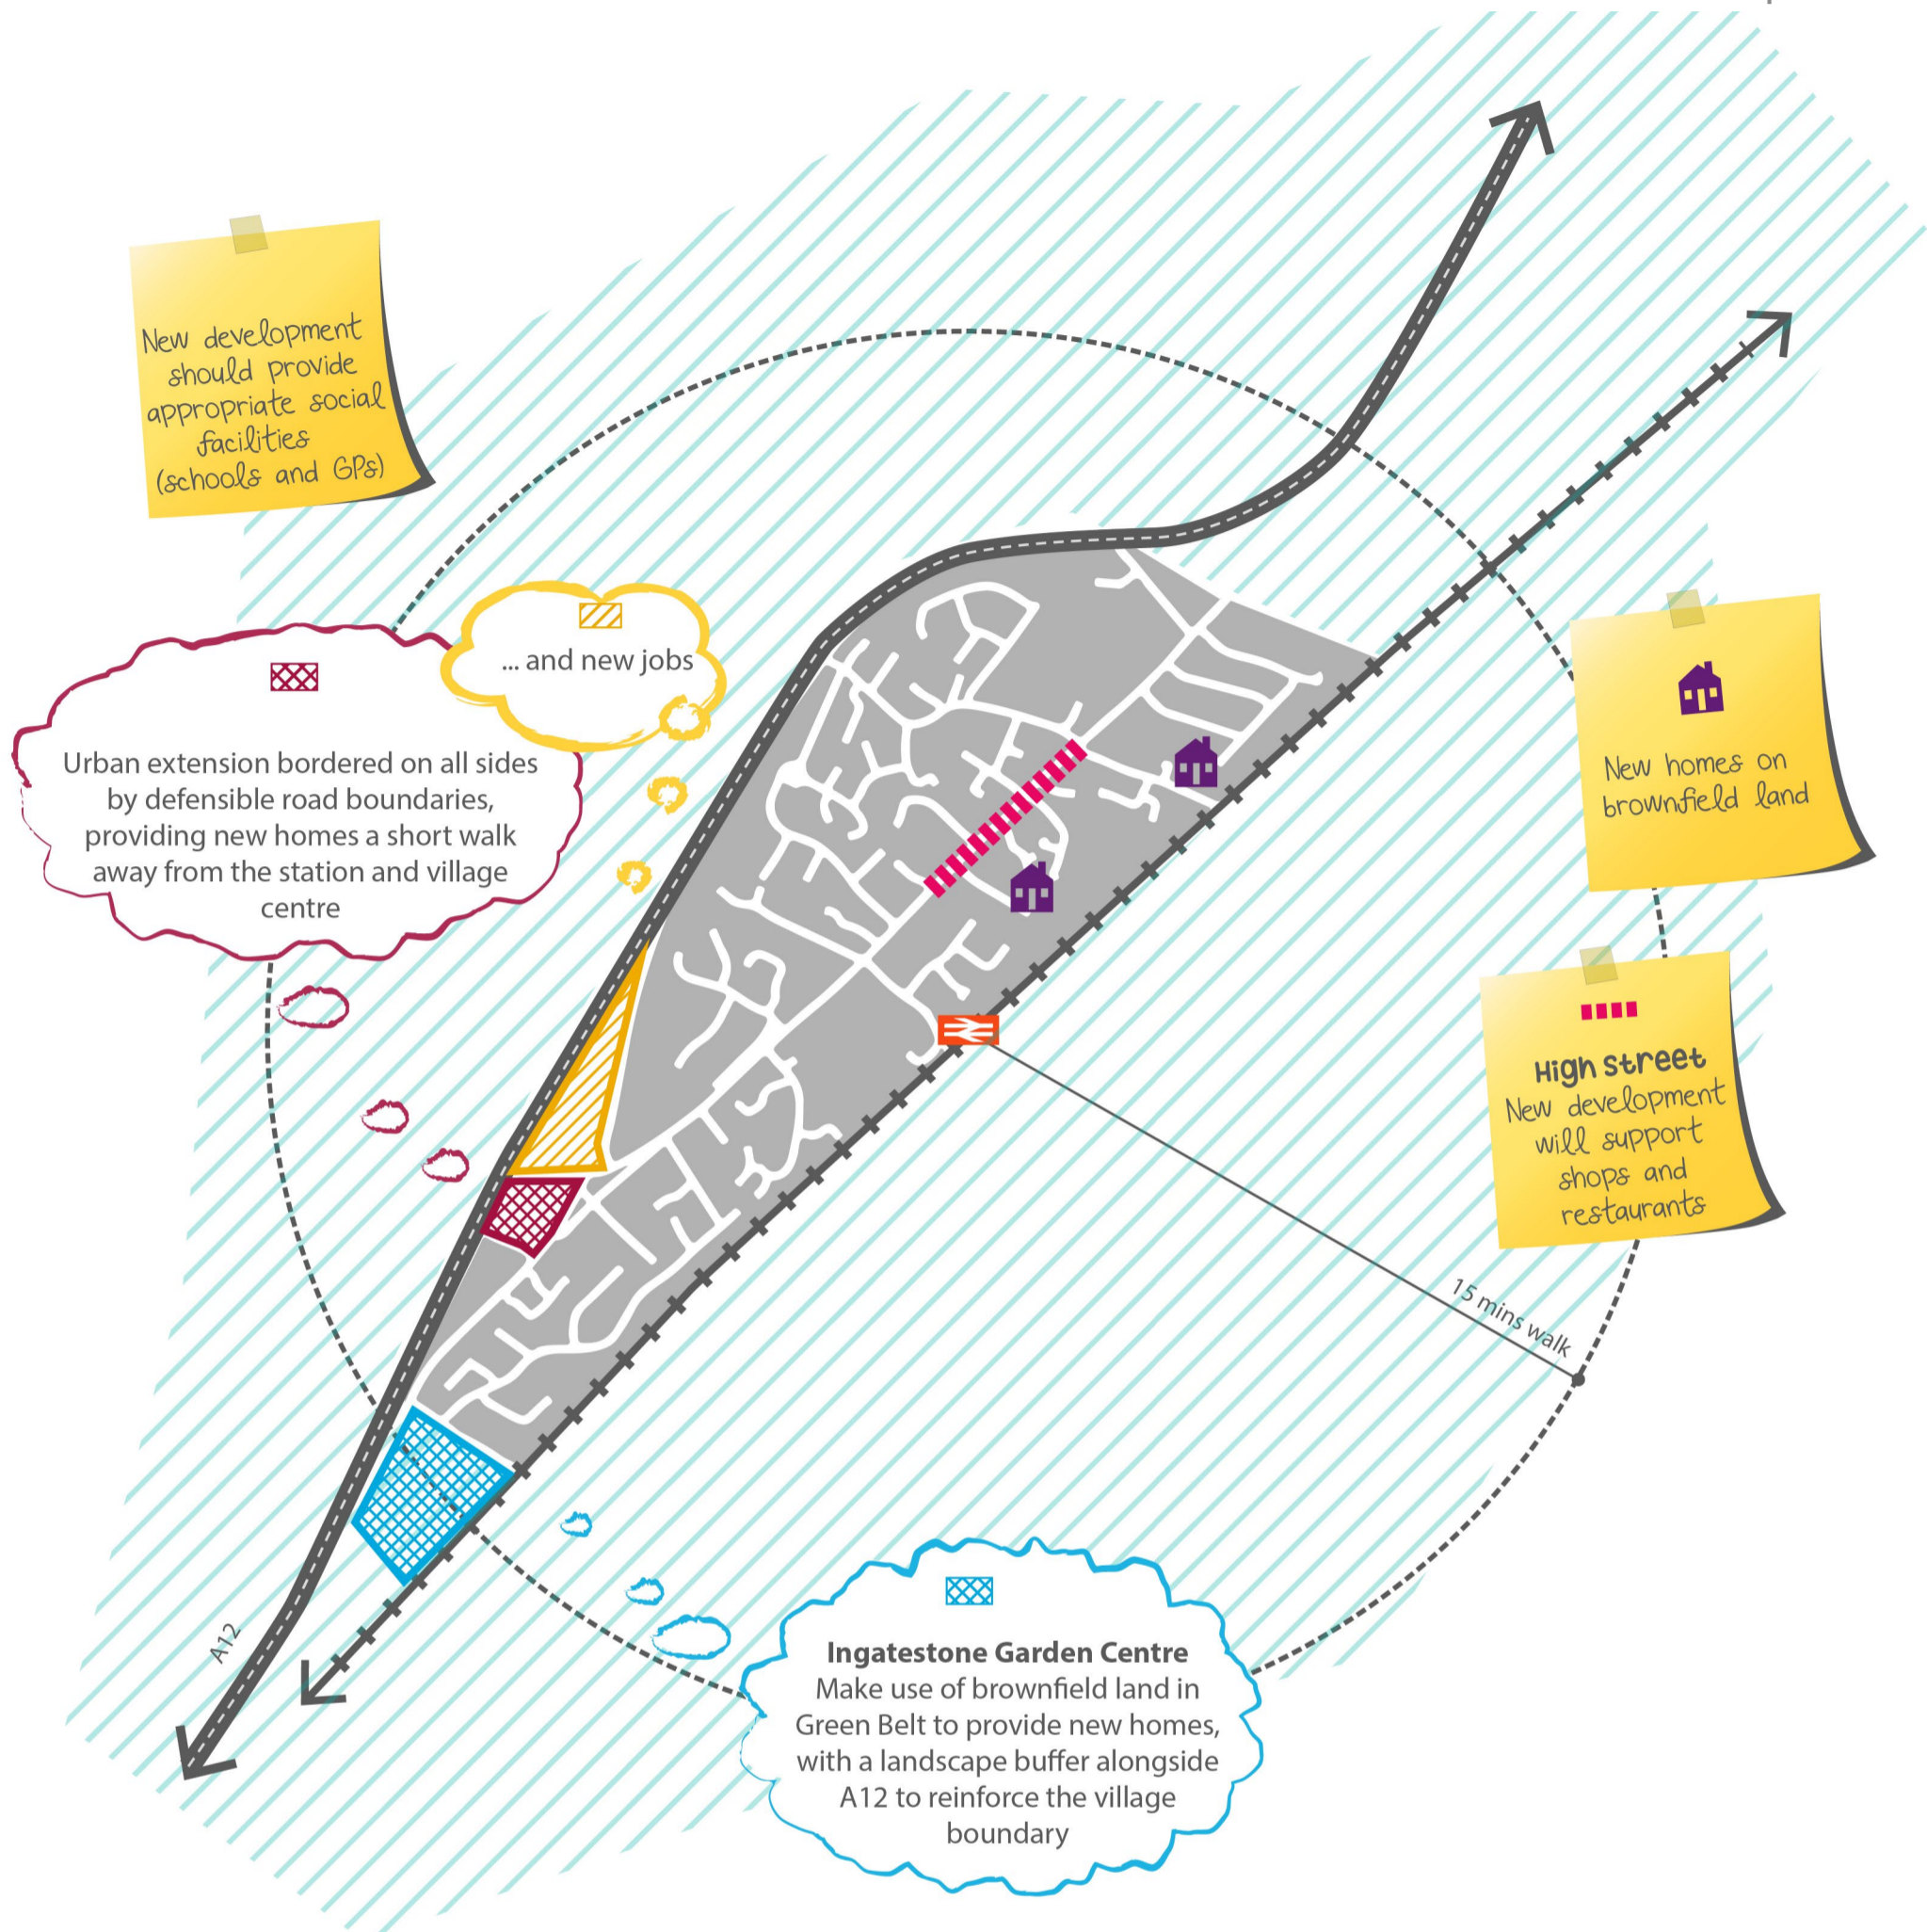 New development
should provide
appropriate social
facilities
(schools and GPs)
... and new jobs
Urban extension bordered on all sides
by defensible road boundaries,
providing new homes a short walk
away from the station and village
centre
New homes on
brownfield land
High Street
New development
will support
shops and
restaurants
15 mins walk
A12
Ingatestone Garden Centre
Make use of brownfield land in
Green Belt to provide new homes,
with a landscape buffer alongside
A12 to reinforce the village
boundary